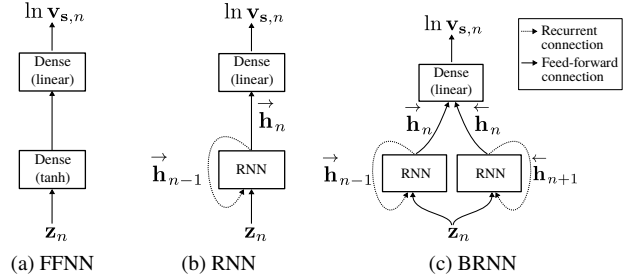 ln v_{s,n}
Dense
(linear)
Dense
(tanh)
z_n
(a) FFNN
ln v_{s,n}
Dense
(linear)
→h_n
→h_{n−1}
RNN
z_n
(b) RNN
ln v_{s,n}
Dense
(linear)
→h_n
←h_n
→h_{n−1}
RNN
RNN
←h_{n+1}
z_n
(c) BRNN
Recurrent
connection
Feed-forward
connection